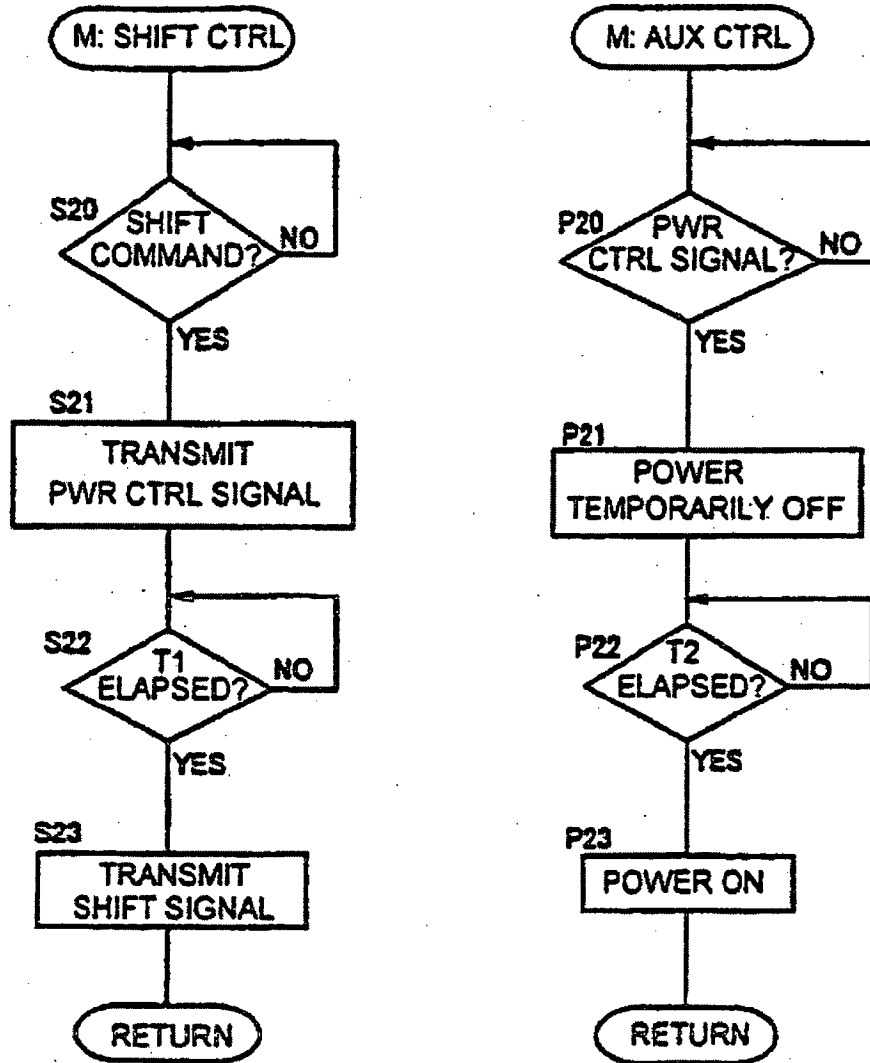 M: SHIFT CTRL
S20
SHIFT
COMMAND?
NO
YES
S21
TRANSMIT
PWR CTRL SIGNAL
S22
T1
ELAPSED?
NO
YES
S23
TRANSMIT
SHIFT SIGNAL
RETURN
M: AUX CTRL
P20
PWR
CTRL SIGNAL?
NO
YES
P21
POWER
TEMPORARILY OFF
P22
T2
ELAPSED?
NO
YES
P23
POWER ON
RETURN